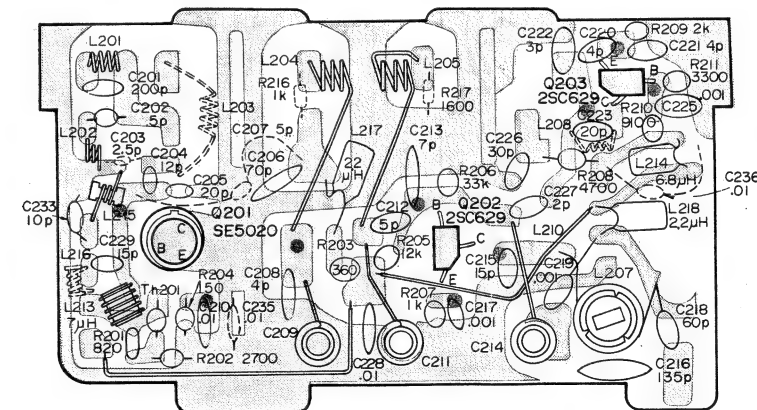 L201
C201
200p
C202
5p
L202
C203
2.5p
C204
12p
L203
C205
20p
C233
10p
L245
C229
15p
L216
L213
7μH
Th201
R201
820
R202 2700
R204
150
C210
.01
C235
.01
Q201
SE5020
C
B
E
C207 5p
C206
70p
L204
R216
1k
L217
22
μH
L205
R217
1600
C213
7p
R206
33k
C212
5p
R203
360
R205
12k
C208
4p
C209
C228
.01
C211
R207
1k
C217
.001
Q202
2SC629
B
C
E
C222
3p
C220
4p
R209 2k
C221 4p
R211
3300
Q203
2SC629
E
B
C225
.001
R210
9100
C223
20p
L208
C226
30p
R208
4700
L214
6.8μH
C236
.01
C227
2p
L210
L218
2.2μH
C215
15p
C219
.001
L207
C214
C218
60p
C216
135p